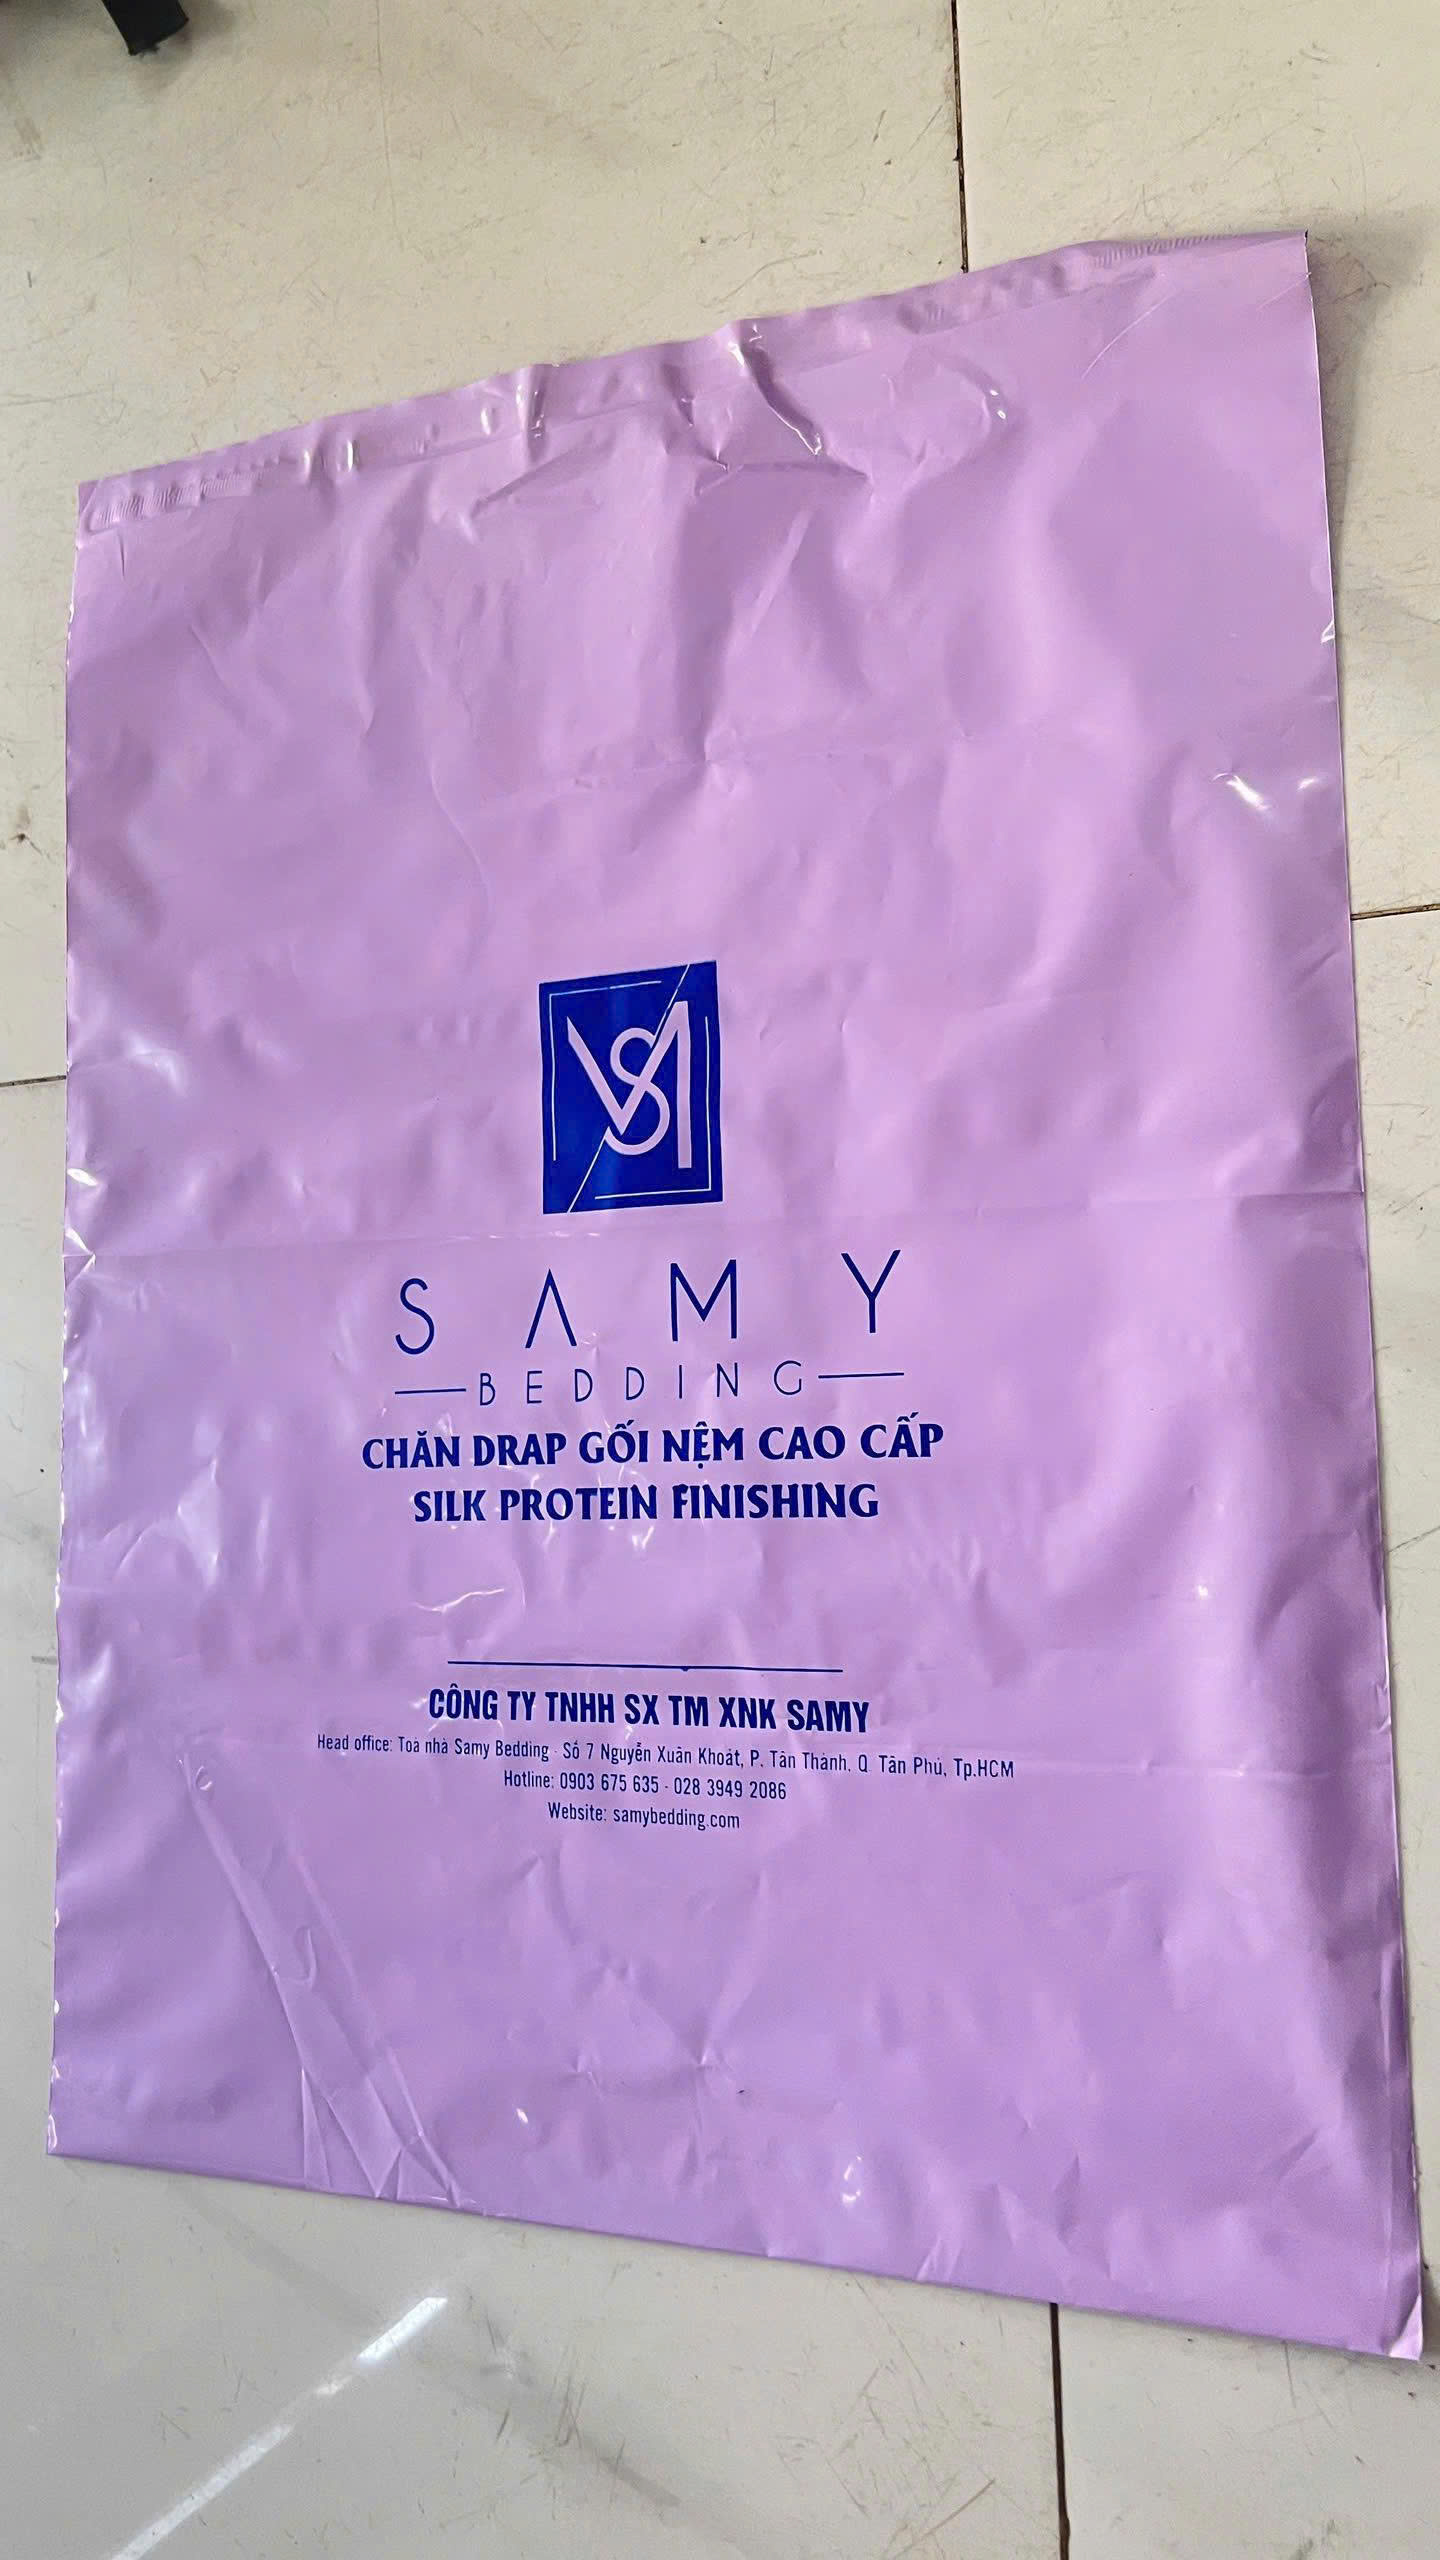 SM
SAMY
BEDDING
CHĂN DRAP GỐI NỆM CAO CẤP
SILK PROTEIN FINISHING
CÔNG TY TNHH SX TM XNK SAMY
Head office: Toà nhà Samy Bedding - Số 7 Nguyễn Xuân Khoát, P. Tân Thành, Q. Tân Phú, Tp.HCM
Hotline: 0903 675 635 - 028 3949 2086
Website: samybedding.com